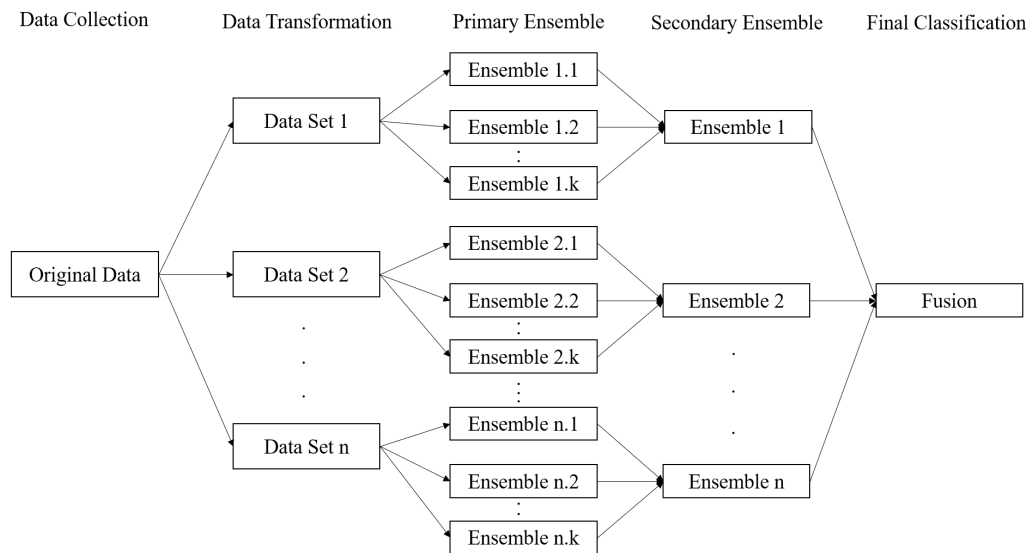 Data Collection
Data Transformation
Primary Ensemble
Secondary Ensemble
Final Classification
Ensemble 1.1
Data Set 1
Ensemble 1.2
Ensemble 1
Ensemble 1.k
Ensemble 2.1
Original Data
Data Set 2
Ensemble 2.2
Ensemble 2
Fusion
Ensemble 2.k
Ensemble n.1
Data Set n
Ensemble n.2
Ensemble n
Ensemble n.k